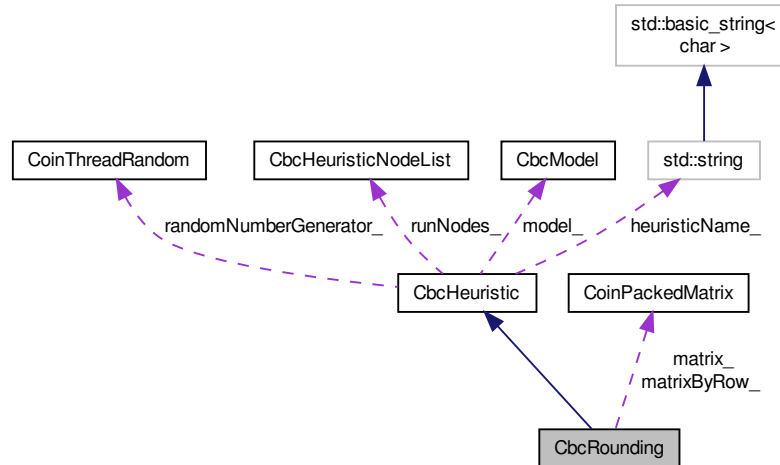 std::basic_string<
char >
CoinThreadRandom
CbcHeuristicNodeList
CbcModel
std::string
randomNumberGenerator_
runNodes_
model_
heuristicName_
CbcHeuristic
CoinPackedMatrix
matrix_
matrixByRow_
CbcRounding